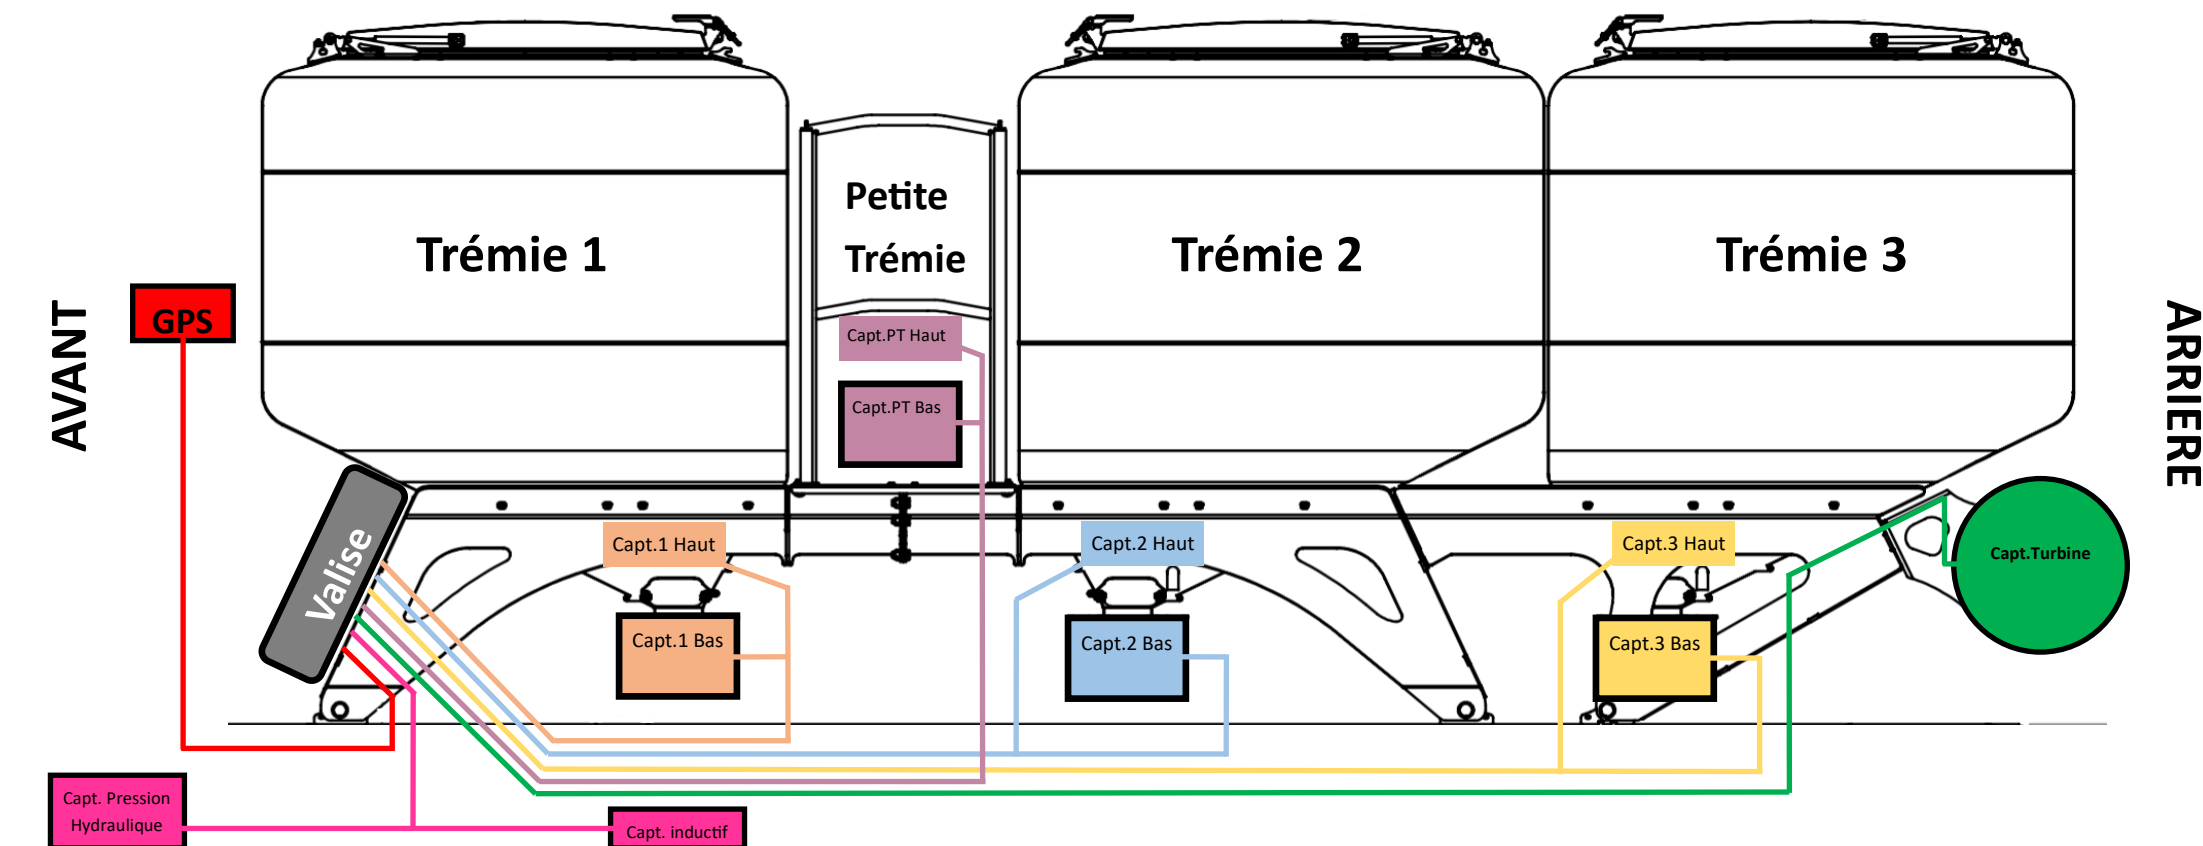 Petite
Trémie
Trémie 1
Trémie 2
Trémie 3
AVANT
GPS
ARRIERE
Capt.PT Haut
Capt.PT Bas
Valise
Capt.1 Haut
Capt.2 Haut
Capt.3 Haut
Capt.Turbine
Capt.1 Bas
Capt.2 Bas
Capt.3 Bas
Capt. Pression
Hydraulique
Capt. inductif